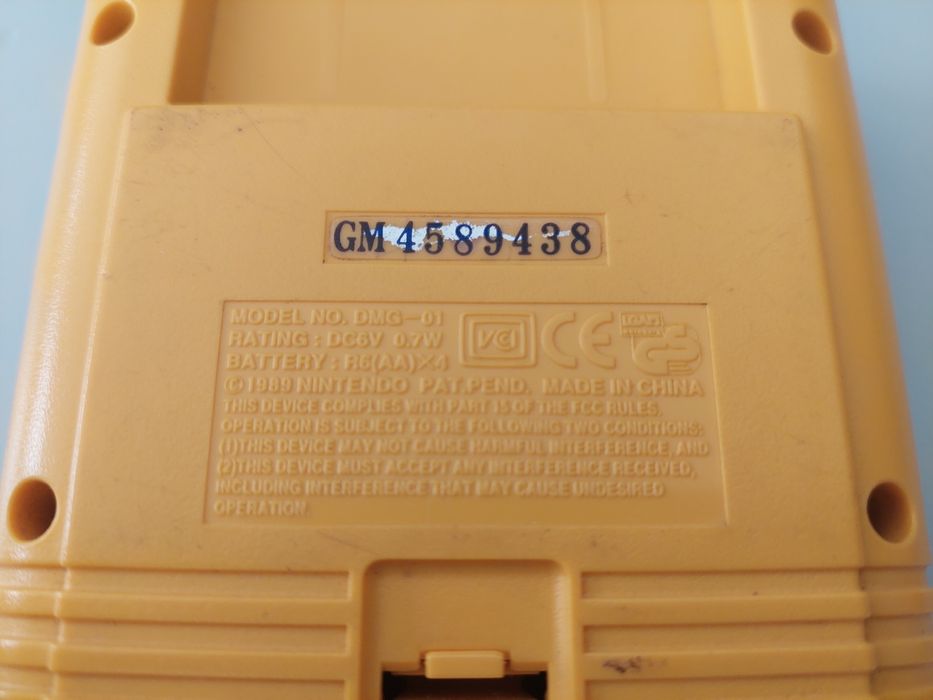 GM4589438
MODEL NO. DMG-01
RATING : DC6V 0.7W
BATTERY : R6(AA)×4
VCI
CE
GS
© 1989 NINTENDO PAT.PEND. MADE IN CHINA
THIS DEVICE COMPLIES WITH PART 15 OF THE FCC RULES.
OPERATION IS SUBJECT TO THE FOLLOWING TWO CONDITIONS:
(1)THIS DEVICE MAY NOT CAUSE HARMFUL INTERFERENCE, AND
(2)THIS DEVICE MUST ACCEPT ANY INTERFERENCE RECEIVED,
INCLUDING INTERFERENCE THAT MAY CAUSE UNDESIRED
OPERATION.